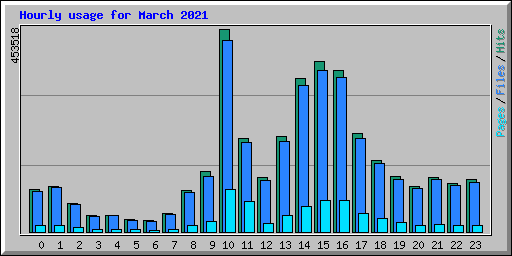 Hourly usage for March 2021
453518
Pages / Files / Hits
0 1 2 3 4 5 6 7 8 9 10 11 12 13 14 15 16 17 18 19 20 21 22 23